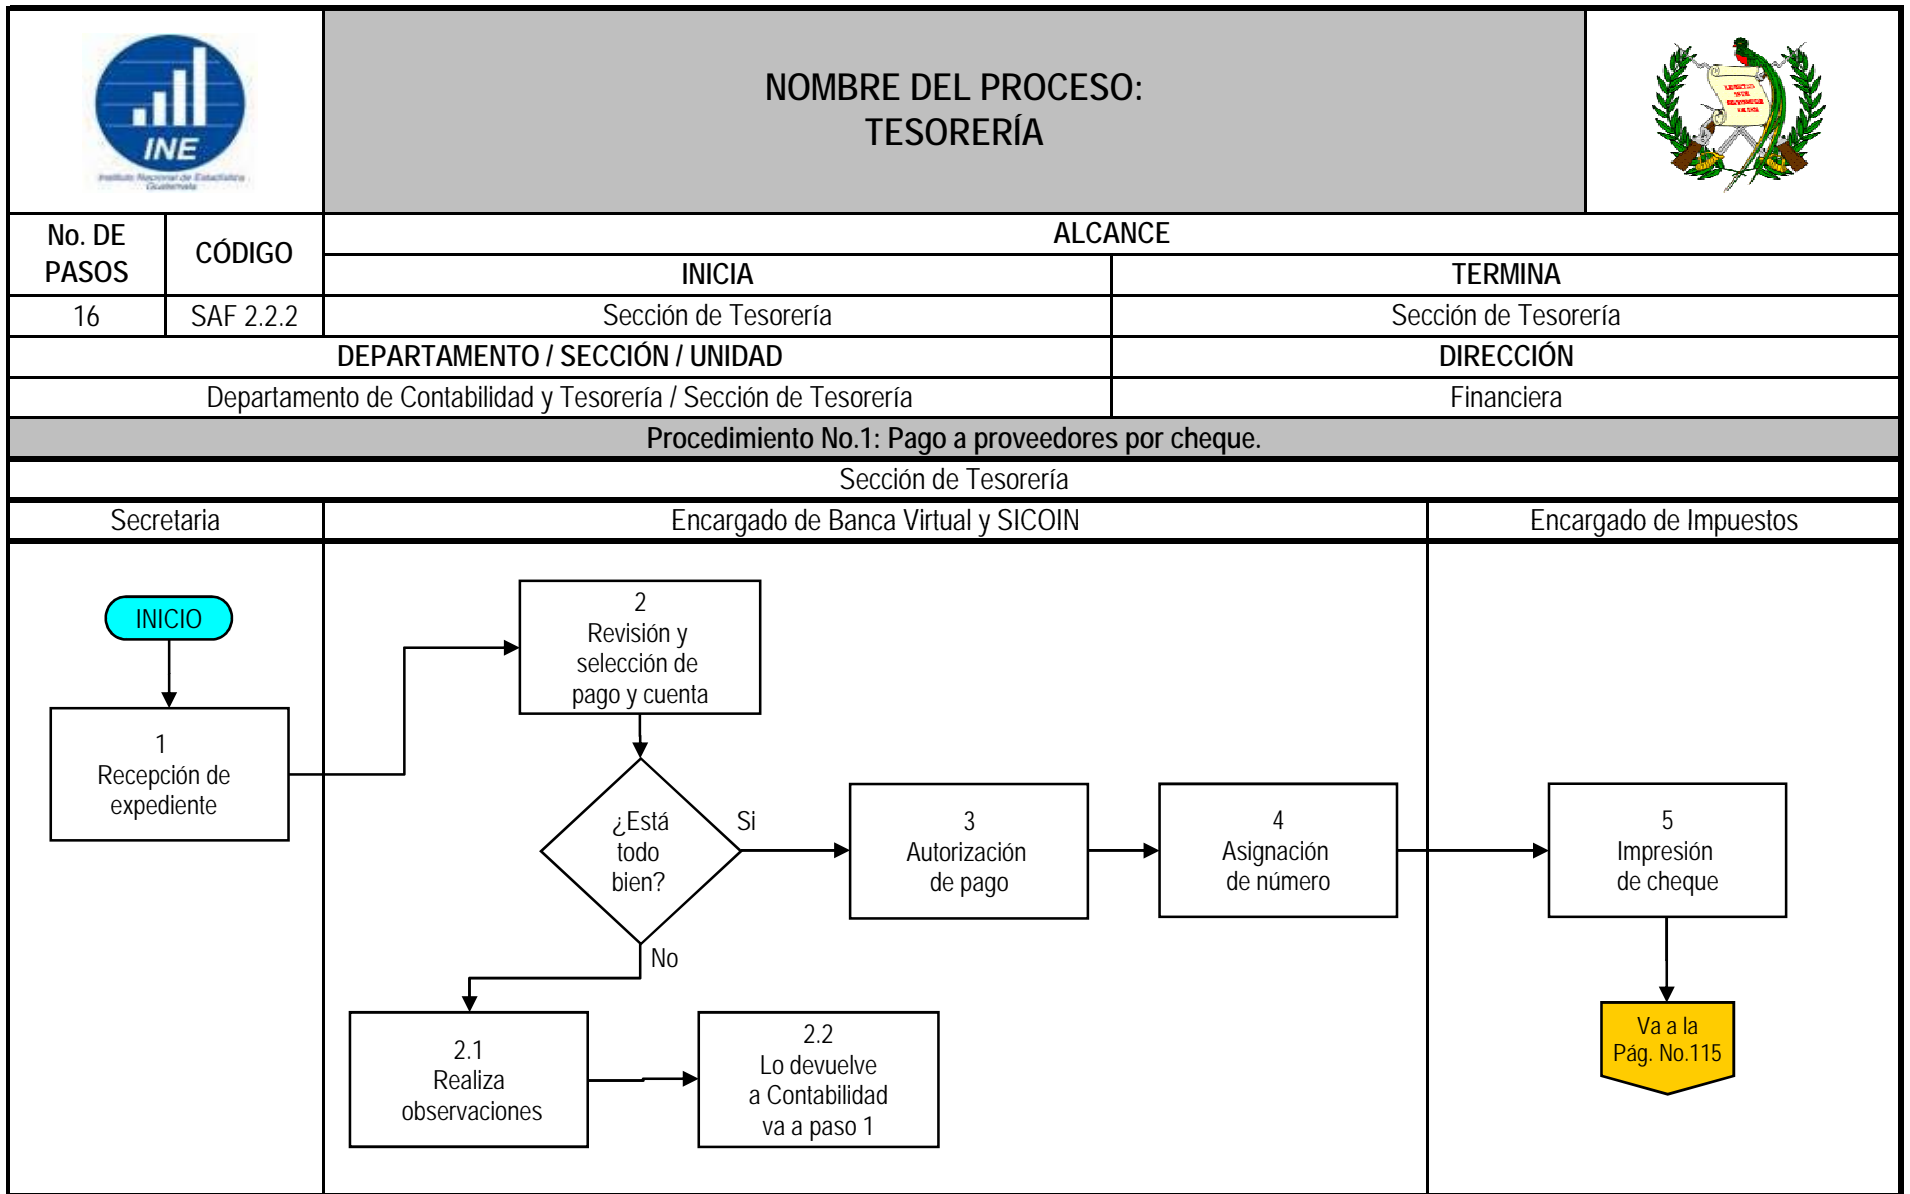 INE
Instituto Nacional de Estadística
Guatemala
NOMBRE DEL PROCESO:
TESORERÍA
No. DE
PASOS
CÓDIGO
ALCANCE
INICIA
TERMINA
16
SAF 2.2.2
Sección de Tesorería
Sección de Tesorería
DEPARTAMENTO / SECCIÓN / UNIDAD
DIRECCIÓN
Departamento de Contabilidad y Tesorería / Sección de Tesorería
Financiera
Procedimiento No.1: Pago a proveedores por cheque.
Sección de Tesorería
Secretaria
Encargado de Banca Virtual y SICOIN
Encargado de Impuestos
INICIO
1
Recepción de
expediente
2
Revisión y
selección de
pago y cuenta
¿Está
todo
bien?
Si
No
3
Autorización
de pago
4
Asignación
de número
5
Impresión
de cheque
Va a la
Pág. No.115
2.1
Realiza
observaciones
2.2
Lo devuelve
a Contabilidad
va a paso 1